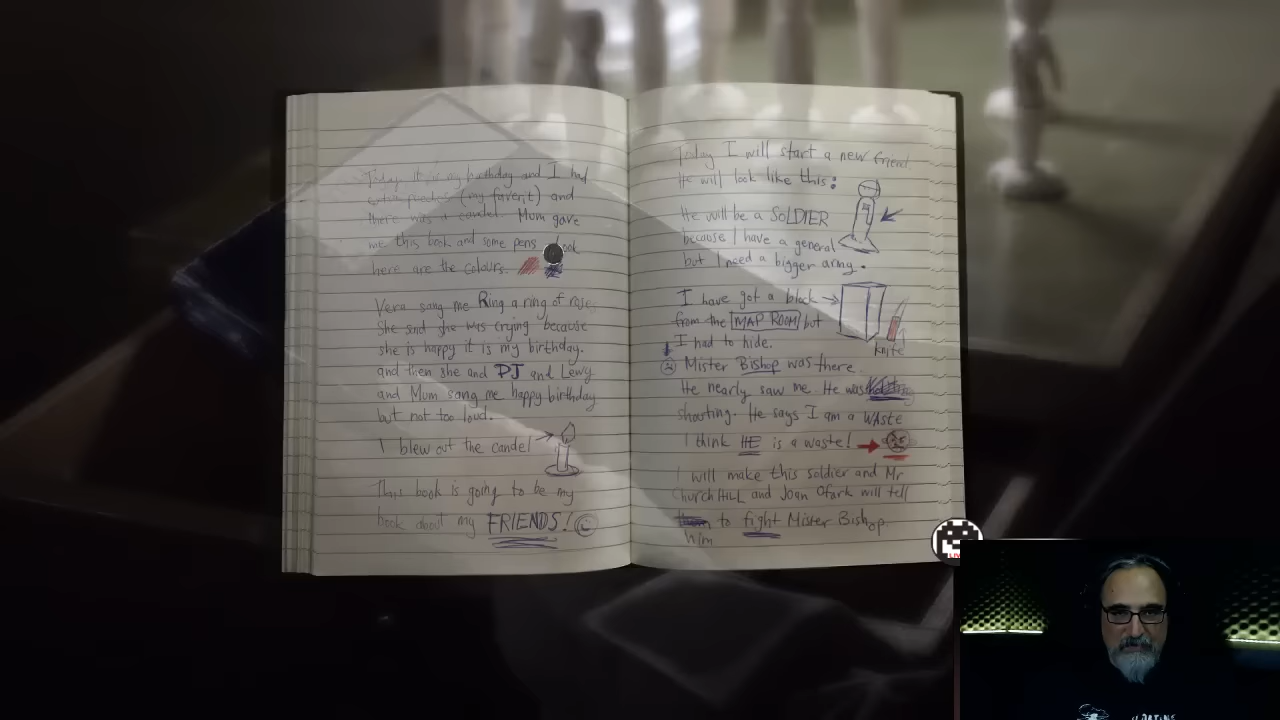 Today it is my birthday and I had
(my faverit) and
there was a candel. Mum gave
me this book and some pens look
here are the colours.
Vera sang me Ring a ring of roses
She said she was crying because
she is happy it is my birthday.
and then she and DJ and Lewy
and Mum sang me happy birthday
but not too loud.
I blew out the candel
This book is going to be my
book about my FRIENDS!
Today I will start a new friend.
He will look like this:
He will be a SOLDIER
because I have a general
but I need a bigger army.
I have got a block
from the MAP ROOM but
I had to hide.
knife
Mister Bishop was there.
He nearly saw me. He was
shouting. He says I am a WASTE
I think HE is a waste!
I will make this soldier and Mr
ChurcHILL and Joan Ofark will tell
him to fight Mister Bishop.
LIVE